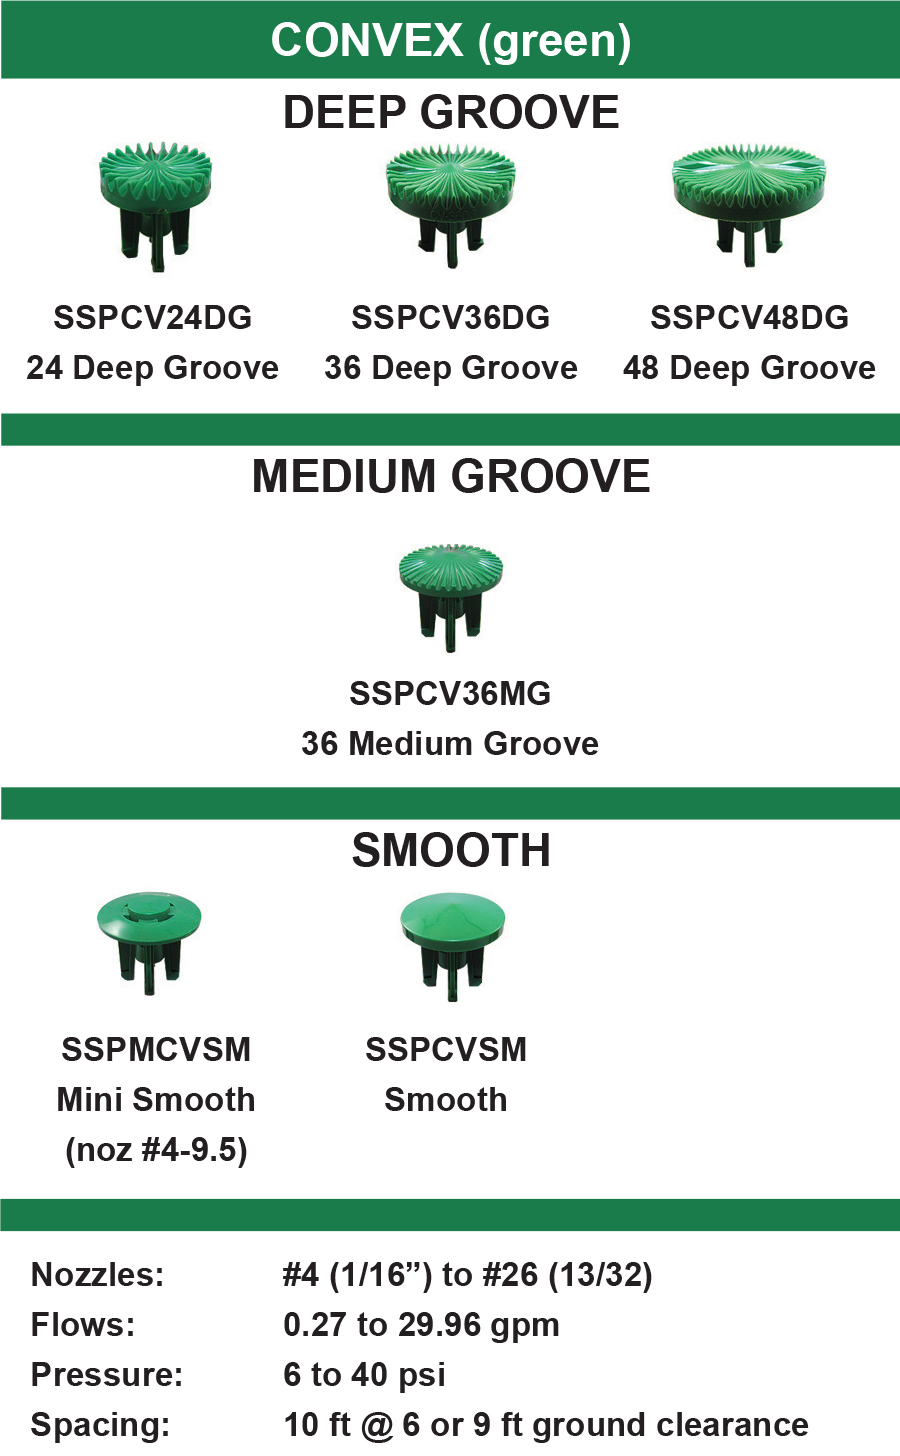 CONVEX (green)
DEEP GROOVE
SSPCV24DG SSPCV36DG SSPCV48DG
24 Deep Groove 36 Deep Groove 48 Deep Groove
MEDIUM GROOVE
SSPCV36MG
36 Medium Groove
SMOOTH
SSPMCVSM SSPCVSM
Mini Smooth Smooth
(noz #4-9.5)
Nozzles: #4 (1/16”) to #26 (13/32)
Flows: 0.27 to 29.96 gpm
Pressure: 6 to 40 psi
Spacing: 10 ft @ 6 or 9 ft ground clearance